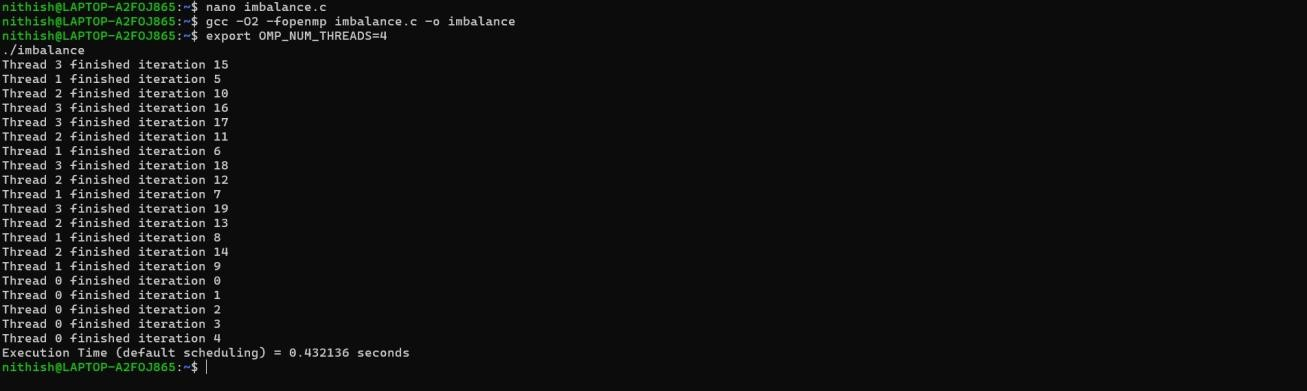 nithish@LAPTOP-A2FOJ865:~$ nano imbalance.c
nithish@LAPTOP-A2FOJ865:~$ gcc -O2 -fopenmp imbalance.c -o imbalance
nithish@LAPTOP-A2FOJ865:~$ export OMP_NUM_THREADS=4
./imbalance
Thread 3 finished iteration 15
Thread 1 finished iteration 5
Thread 2 finished iteration 10
Thread 3 finished iteration 16
Thread 3 finished iteration 17
Thread 2 finished iteration 11
Thread 1 finished iteration 6
Thread 3 finished iteration 18
Thread 2 finished iteration 12
Thread 1 finished iteration 7
Thread 3 finished iteration 19
Thread 2 finished iteration 13
Thread 1 finished iteration 8
Thread 2 finished iteration 14
Thread 1 finished iteration 9
Thread 0 finished iteration 0
Thread 0 finished iteration 1
Thread 0 finished iteration 2
Thread 0 finished iteration 3
Thread 0 finished iteration 4
Execution Time (default scheduling) = 0.432136 seconds
nithish@LAPTOP-A2FOJ865:~$